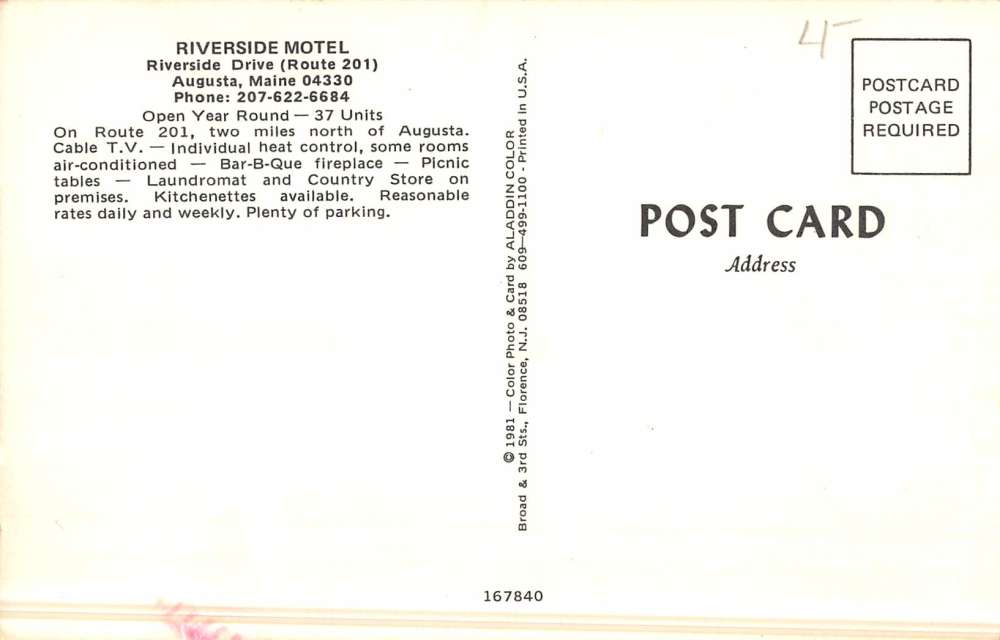 RIVERSIDE MOTEL
Riverside Drive (Route 201)
Augusta, Maine 04330
Phone: 207-622-6684
Open Year Round — 37 Units
On Route 201, two miles north of Augusta.
Cable T.V. — Individual heat control, some rooms
air-conditioned — Bar-B-Que fireplace — Picnic
tables — Laundromat and Country Store on
premises. Kitchenettes available. Reasonable
rates daily and weekly. Plenty of parking.
© 1981 — Color Photo & Card by ALADDIN COLOR
Broad & 3rd Sts., Florence, N.J. 08518 609-499-1100 - Printed in U.S.A.
POSTCARD
POSTAGE
REQUIRED
POST CARD
Address
167840